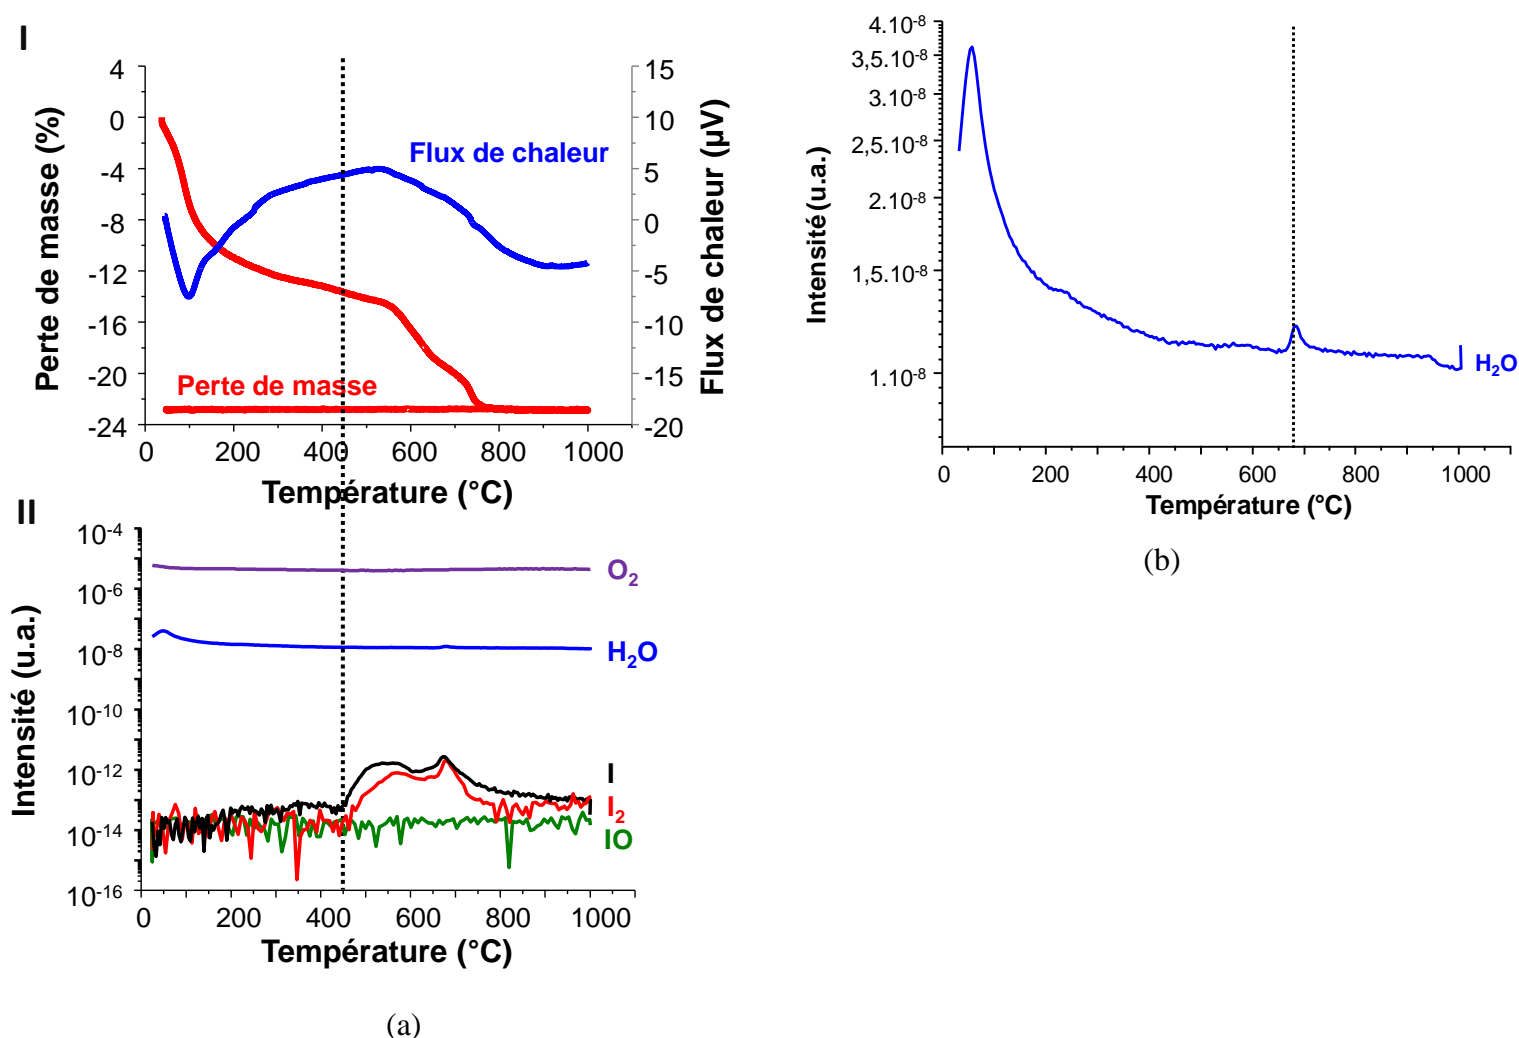 I
4
0
-4
-8
-12
-16
-20
-24
Perte de masse (%)
15
10
5
0
-5
-10
-15
-20
Flux de chaleur (µV)
Flux de chaleur
Perte de masse
0 200 400 600 800 1000
Température (°C)
II
10-4
10-6
10-8
10-10
10-12
10-14
10-16
Intensité (u.a.)
O2
H2O
I
I2
IO
0 200 400 600 800 1000
Température (°C)
(a)
4.10-8
3,5.10-8
3.10-8
2,5.10-8
2.10-8
1,5.10-8
1.10-8
Intensité (u.a.)
H2O
0 200 400 600 800 1000
Température (°C)
(b)